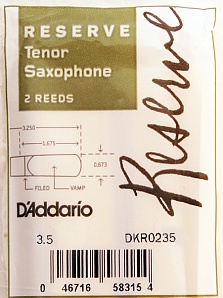 RESERVE
Tenor
Saxophone
2 REEDS
Reserve
3.250
1.675
0.673
FILED
VAMP
D'Addario
3.5 DKR0235
0 46716 58315 4